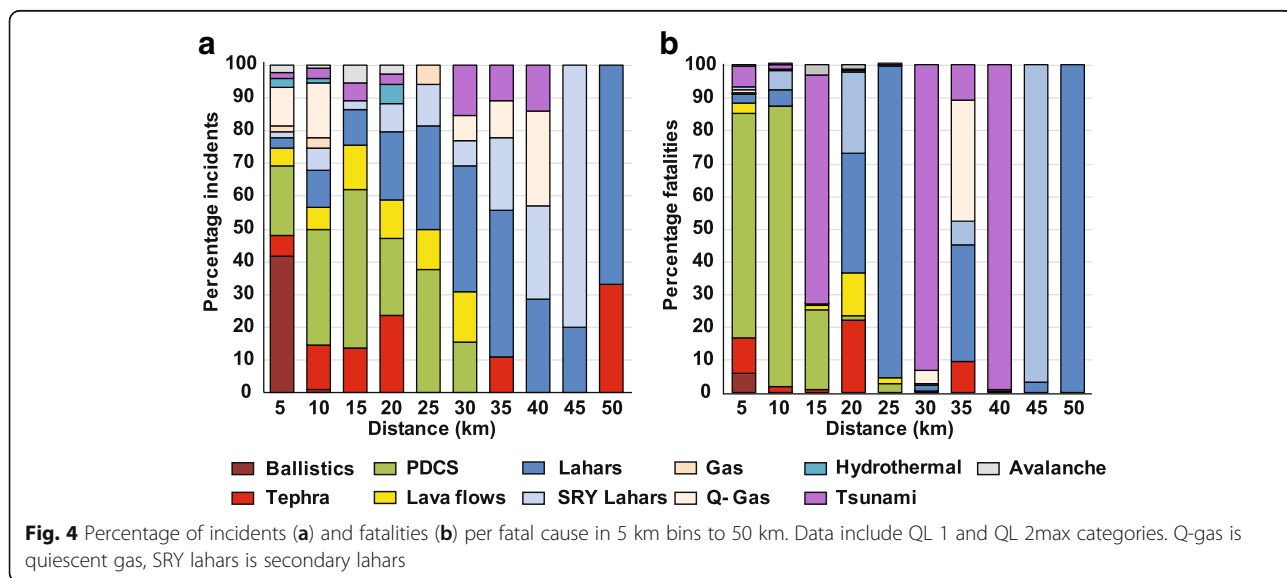 a
b
Percentage incidents
100
90
80
70
60
50
40
30
20
10
0
5 10 15 20 25 30 35 40 45 50
Distance (km)
Percentage fatalities
100
90
80
70
60
50
40
30
20
10
0
5 10 15 20 25 30 35 40 45 50
Distance (km)
Ballistics PDCS Lahars Gas Hydrothermal Avalanche
Tephra Lava flows SRY Lahars Q- Gas Tsunami
Fig. 4 Percentage of incidents (a) and fatalities (b) per fatal cause in 5 km bins to 50 km. Data include QL 1 and QL 2max categories. Q-gas is
quiescent gas, SRY lahars is secondary lahars